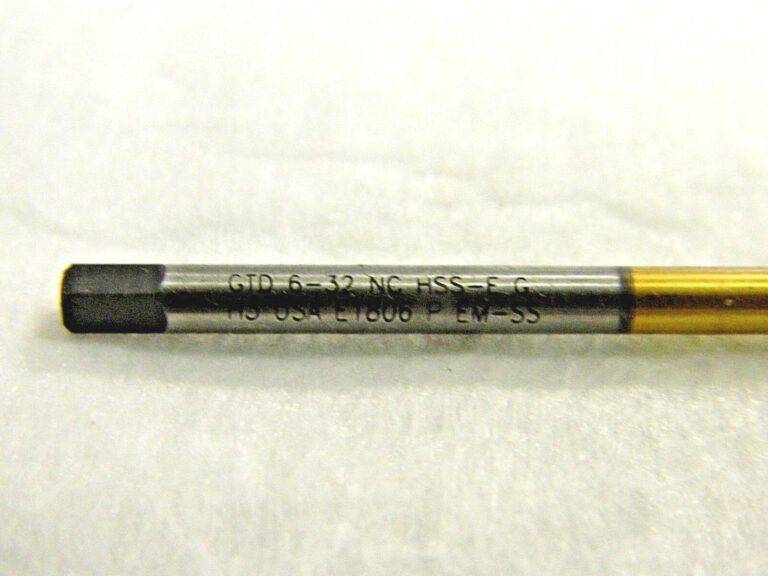 GTD 6-32 NC HSS-E G
H3 USA E1806 P EM-SS